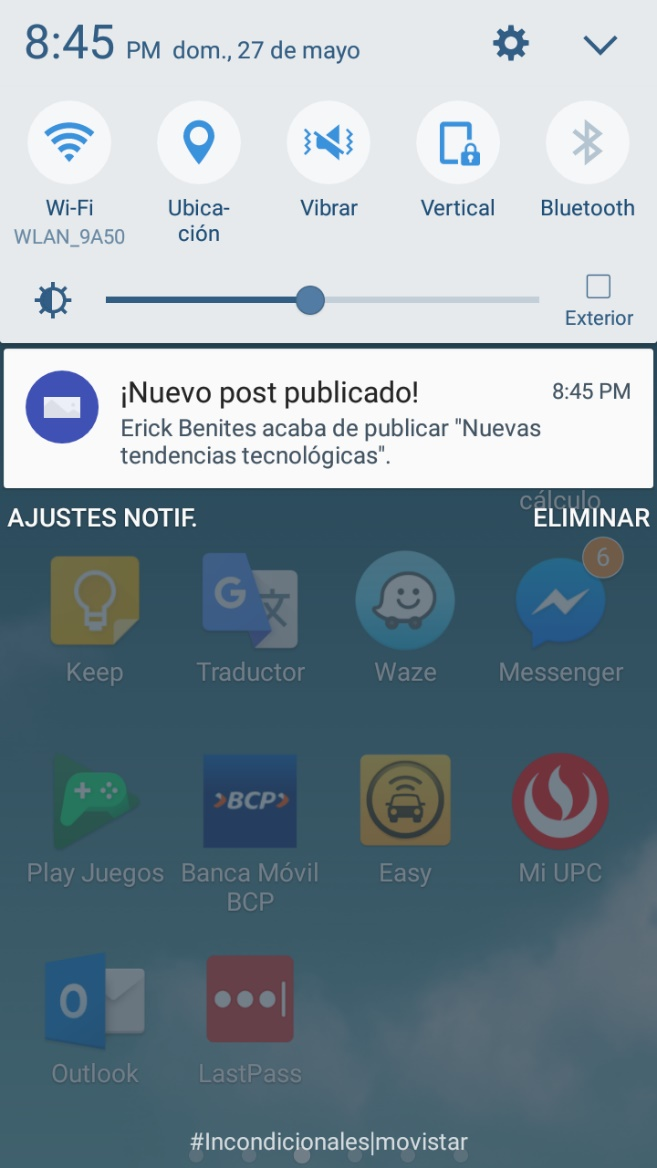 8:45 PM dom., 27 de mayo
Wi-Fi
WLAN_9A50
Ubica-
ción
Vibrar
Vertical
Bluetooth
Exterior
¡Nuevo post publicado!
8:45 PM
Erick Benites acaba de publicar "Nuevas
tendencias tecnológicas".
cálculo
AJUSTES NOTIF.
ELIMINAR
6
G 文
Keep
Traductor
Waze
Messenger
BCP
Play Juegos
Banca Móvil
BCP
Easy
Mi UPC
O
Outlook
LastPass
#Incondicionales|movistar